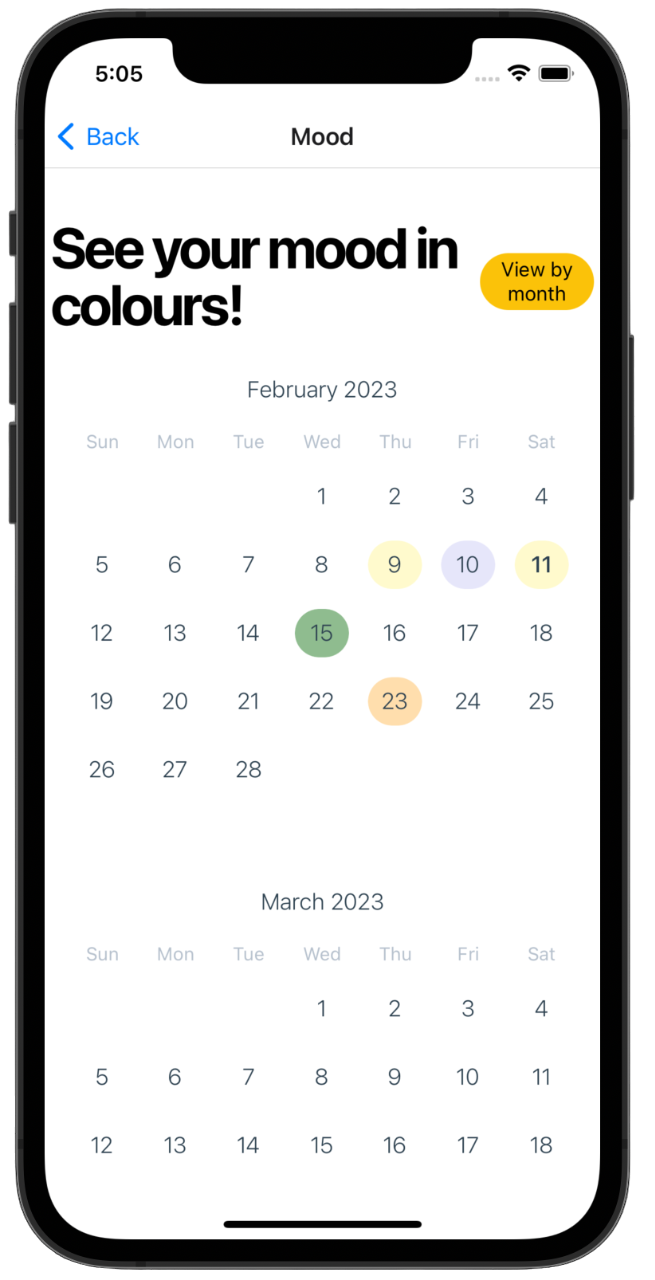 5:05
Back
Mood
See your mood in
colours!
View by
month
February 2023
Sun Mon Tue Wed Thu Fri Sat
1 2 3 4
5 6 7 8 9 10 11
12 13 14 15 16 17 18
19 20 21 22 23 24 25
26 27 28
March 2023
Sun Mon Tue Wed Thu Fri Sat
1 2 3 4
5 6 7 8 9 10 11
12 13 14 15 16 17 18